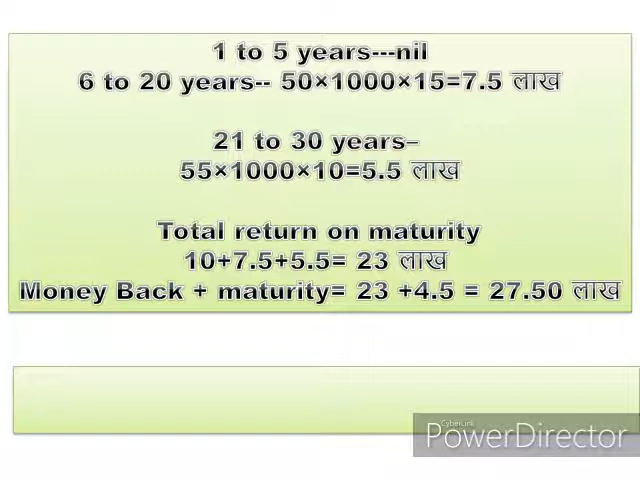 1 to 5 years---nil
6 to 20 years-- 50×1000×15=7.5 लाख
21 to 30 years–
55×1000×10=5.5 लाख
Total return on maturity
10+7.5+5.5= 23 लाख
Money Back + maturity= 23 +4.5 = 27.50 लाख
CyberLink
PowerDirector